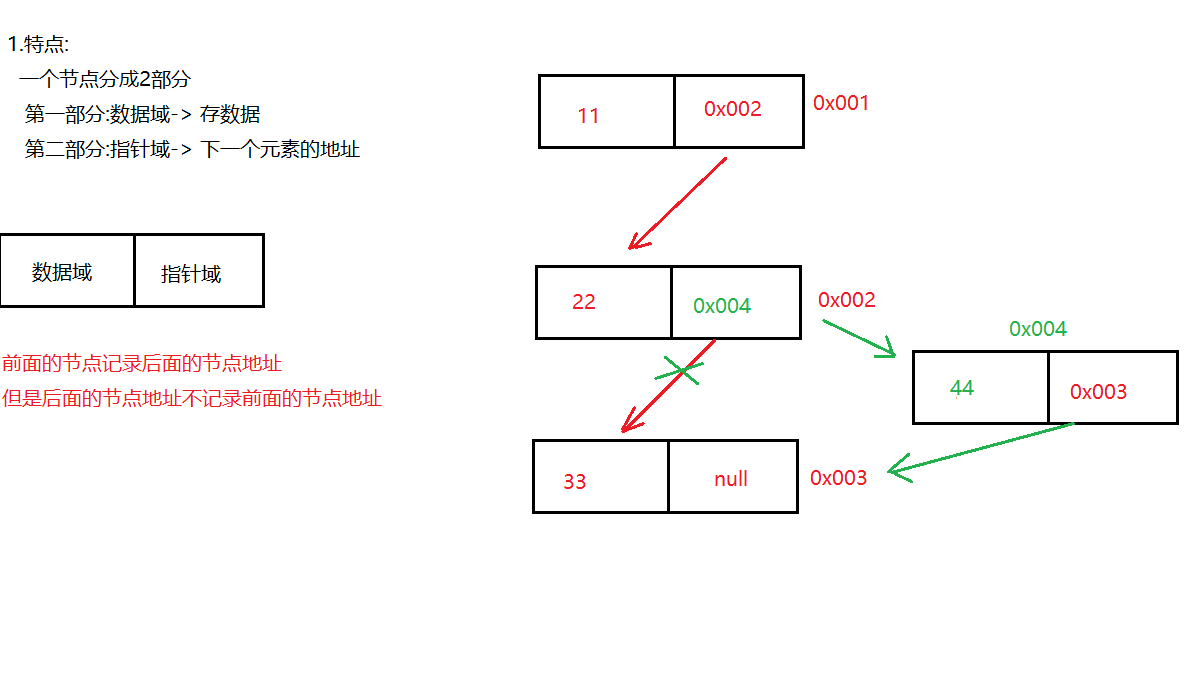 1.特点:
一个节点分成2部分
第一部分:数据域-> 存数据
第二部分:指针域-> 下一个元素的地址
数据域 指针域
前面的节点记录后面的节点地址
但是后面的节点地址不记录前面的节点地址
11 0x002 0x001
22 0x004 0x002
0x004
44 0x003
33 null 0x003